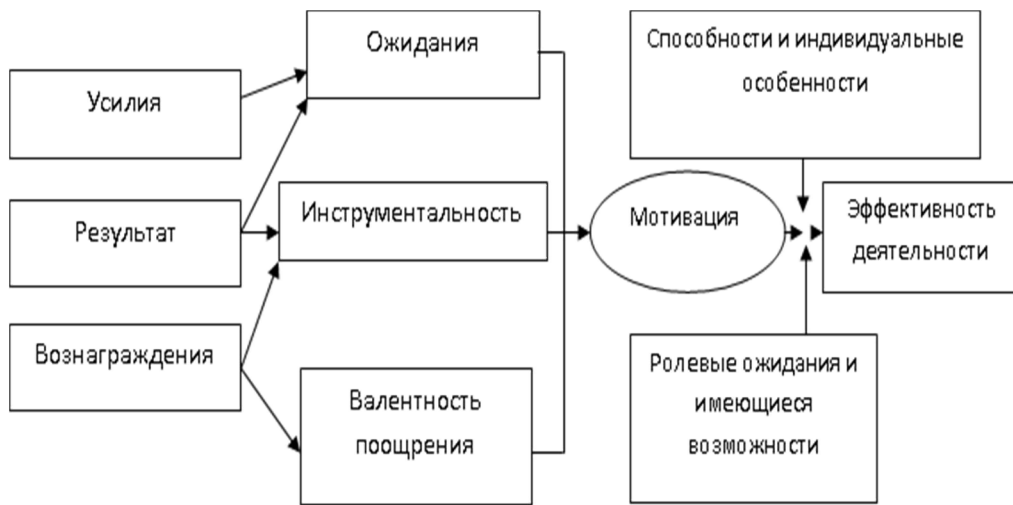 Усилия
Результат
Вознаграждения
Ожидания
Инструментальность
Валентность
поощрения
Мотивация
Способности и индивидуальные
особенности
Эффективность
деятельности
Ролевые ожидания и
имеющиеся
возможности